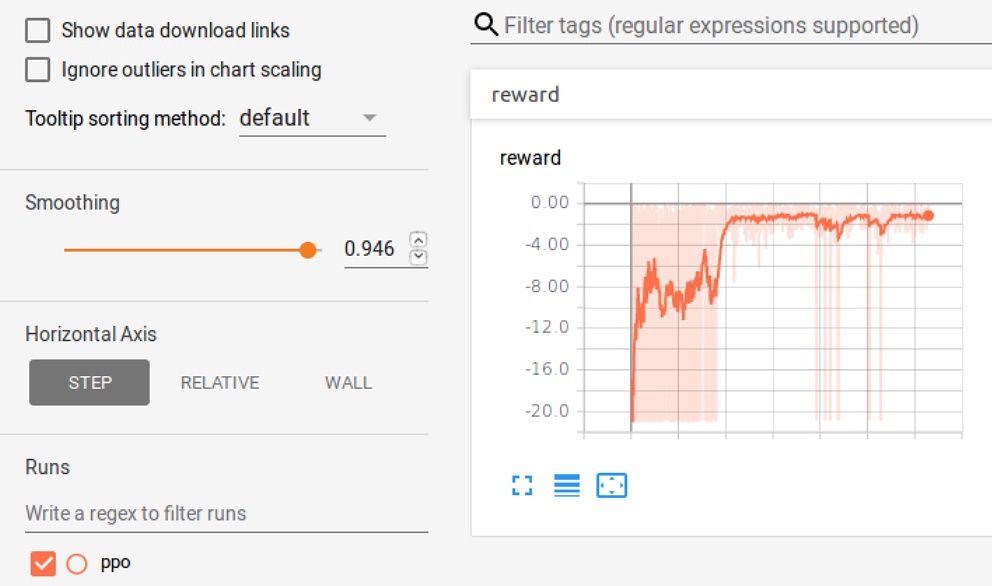 Show data download links
Ignore outliers in chart scaling
Tooltip sorting method: default
Smoothing
0.946
Horizontal Axis
STEP RELATIVE WALL
Runs
Write a regex to filter runs
ppo
Filter tags (regular expressions supported)
reward
reward
0.00
-4.00
-8.00
-12.0
-16.0
-20.0